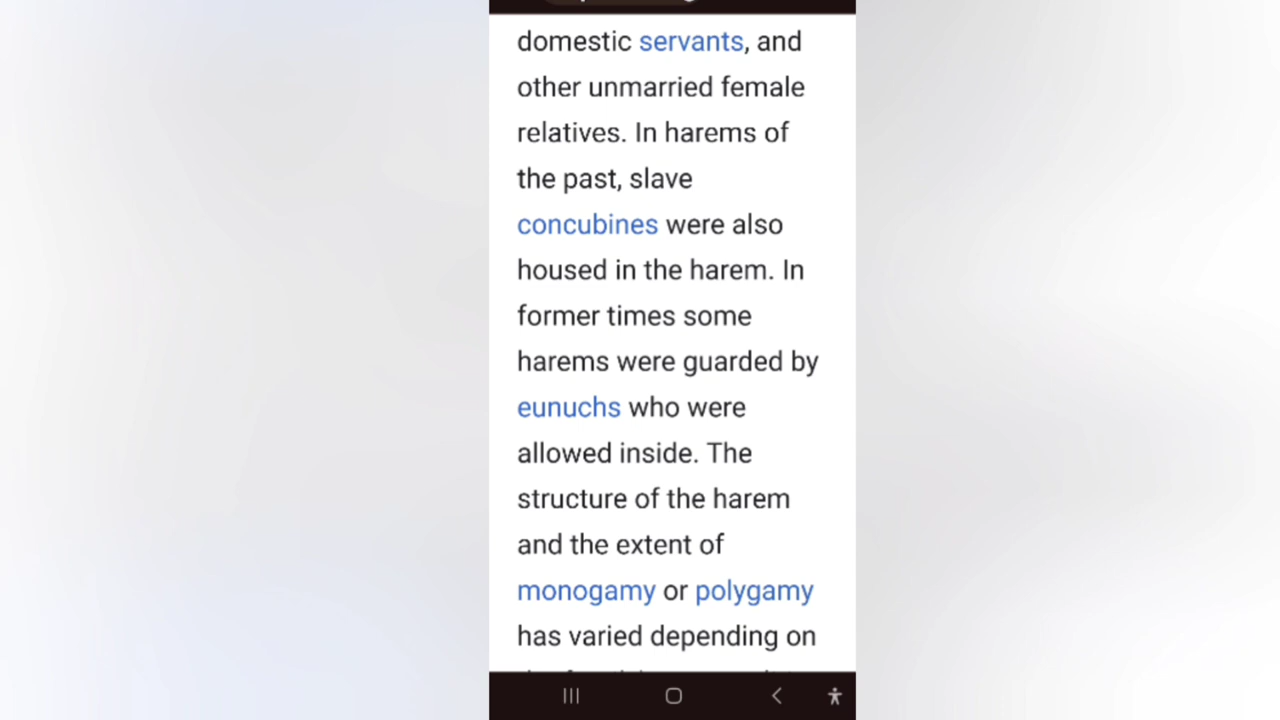 domestic servants, and
other unmarried female
relatives. In harems of
the past, slave
concubines were also
housed in the harem. In
former times some
harems were guarded by
eunuchs who were
allowed inside. The
structure of the harem
and the extent of
monogamy or polygamy
has varied depending on